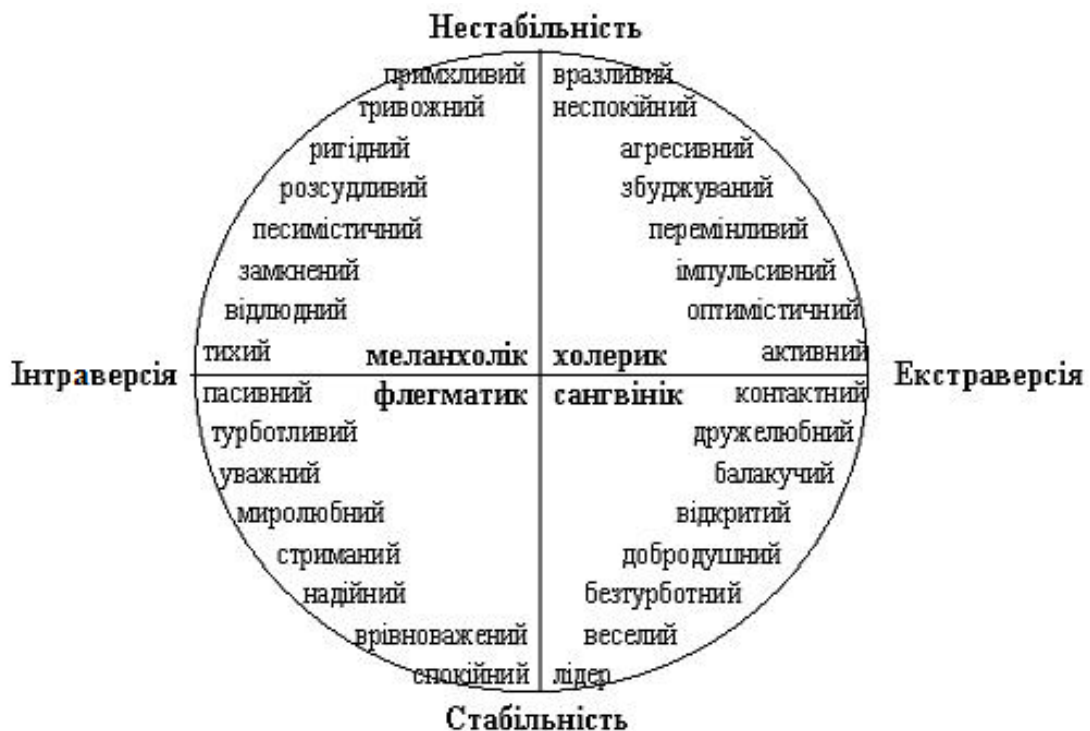 Нестабільність
примхливий вразливий
тривожний неспокійний
ригідний агресивний
розсудливий збуджуваний
песимістичний перемінливий
замкнений імпульсивний
відлюдний оптимістичний
тихий меланхолік холерик активний
Інтраверсія Екстраверсія
пасивний флегматик сангвінік контактний
турботливий дружелюбний
уважний балакучий
миролюбний відкритий
стриманий добродушний
надійний безтурботний
врівноважений веселий
спокійний лідер
Стабільність